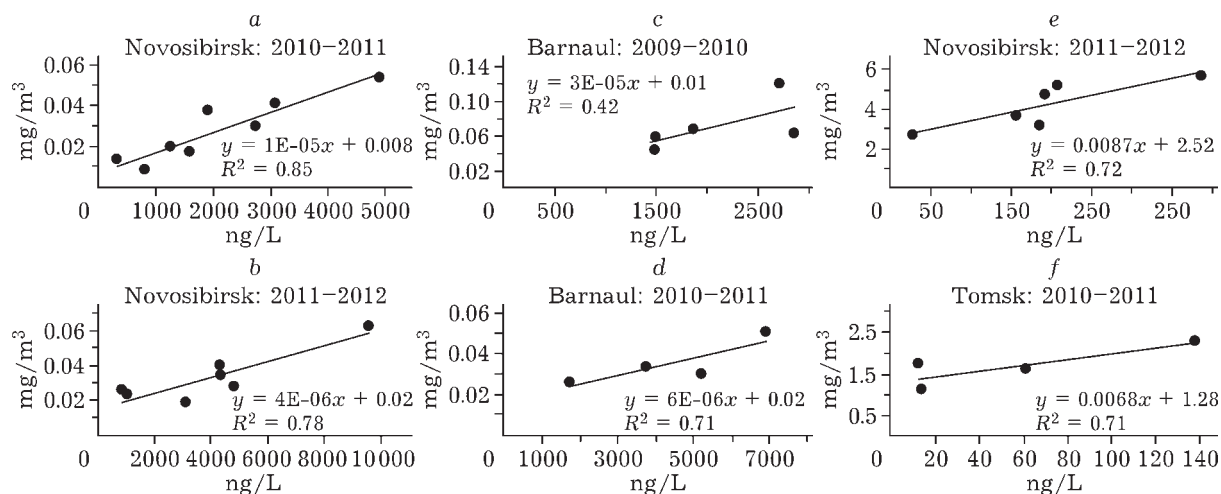 a
Novosibirsk: 2010–2011
0.06
0.04
0.02
mg/m³
y = 1E-05x + 0.008
R² = 0.85
0 1000 2000 3000 4000 5000
ng/L
c
Barnaul: 2009–2010
0.14
0.10
0.06
0.02
mg/m³
y = 3E-05x + 0.01
R² = 0.42
0 500 1500 2500
ng/L
e
Novosibirsk: 2011–2012
6
4
2
mg/m³
y = 0.0087x + 2.52
R² = 0.72
0 50 150 250
ng/L
b
Novosibirsk: 2011–2012
0.06
0.04
0.02
mg/m³
y = 4E-06x + 0.02
R² = 0.78
0 2000 4000 6000 8000 10000
ng/L
d
Barnaul: 2010–2011
0.06
0.04
0.02
mg/m³
y = 6E-06x + 0.02
R² = 0.71
0 1000 3000 5000 7000
ng/L
f
Tomsk: 2010–2011
2.5
1.5
0.5
mg/m³
y = 0.0068x + 1.28
R² = 0.71
0 20 40 60 80 100 120 140
ng/L